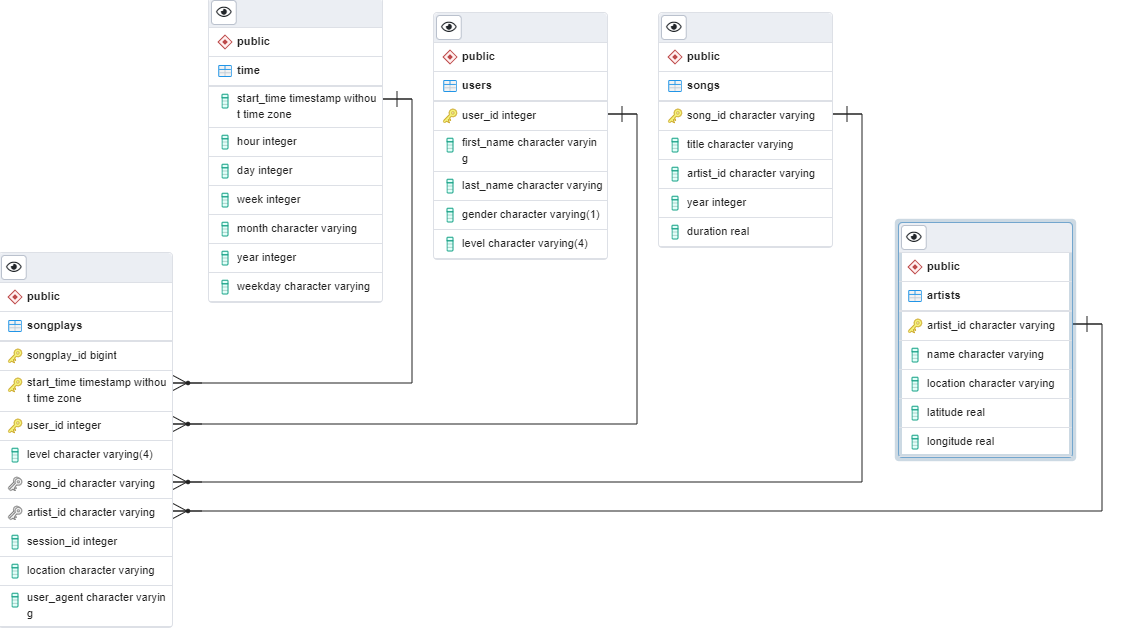 public
time
start_time timestamp withou
t time zone
hour integer
day integer
week integer
month character varying
year integer
weekday character varying
public
users
user_id integer
first_name character varyin
g
last_name character varying
gender character varying(1)
level character varying(4)
public
songs
song_id character varying
title character varying
artist_id character varying
year integer
duration real
public
artists
artist_id character varying
name character varying
location character varying
latitude real
longitude real
public
songplays
songplay_id bigint
start_time timestamp withou
t time zone
user_id integer
level character varying(4)
song_id character varying
artist_id character varying
session_id integer
location character varying
user_agent character varyin
g